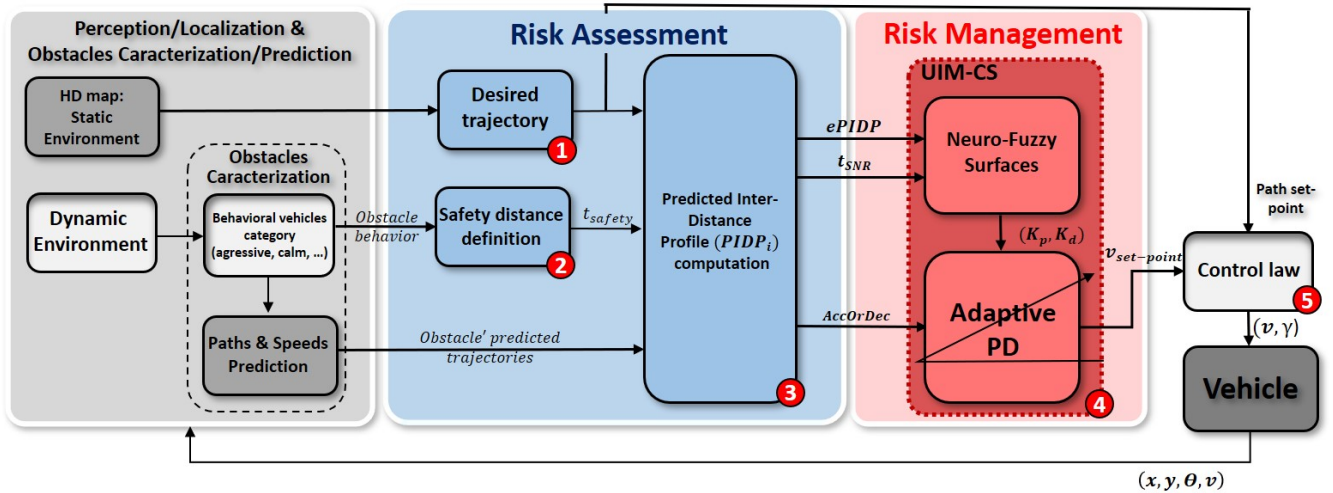 Perception/Localization &
Obstacles Caracterization/Prediction
HD map:
Static
Environment
Obstacles
Caracterization
Dynamic
Environment
Behavioral vehicles
category
(agressive, calm, ...)
Paths & Speeds
Prediction
Risk Assessment
Desired
trajectory
1
Obstacle
behavior
Safety distance
definition
2
t_safety
Obstacle' predicted
trajectories
Predicted Inter-
Distance
Profile (PIDP_i)
computation
3
Risk Management
UIM-CS
ePIDP
t_SNR
Neuro-Fuzzy
Surfaces
(K_p, K_d)
AccOrDec
Adaptive
PD
4
v_set-point
Path set-
point
Control law
5
(v, γ)
Vehicle
(x, y, θ, v)